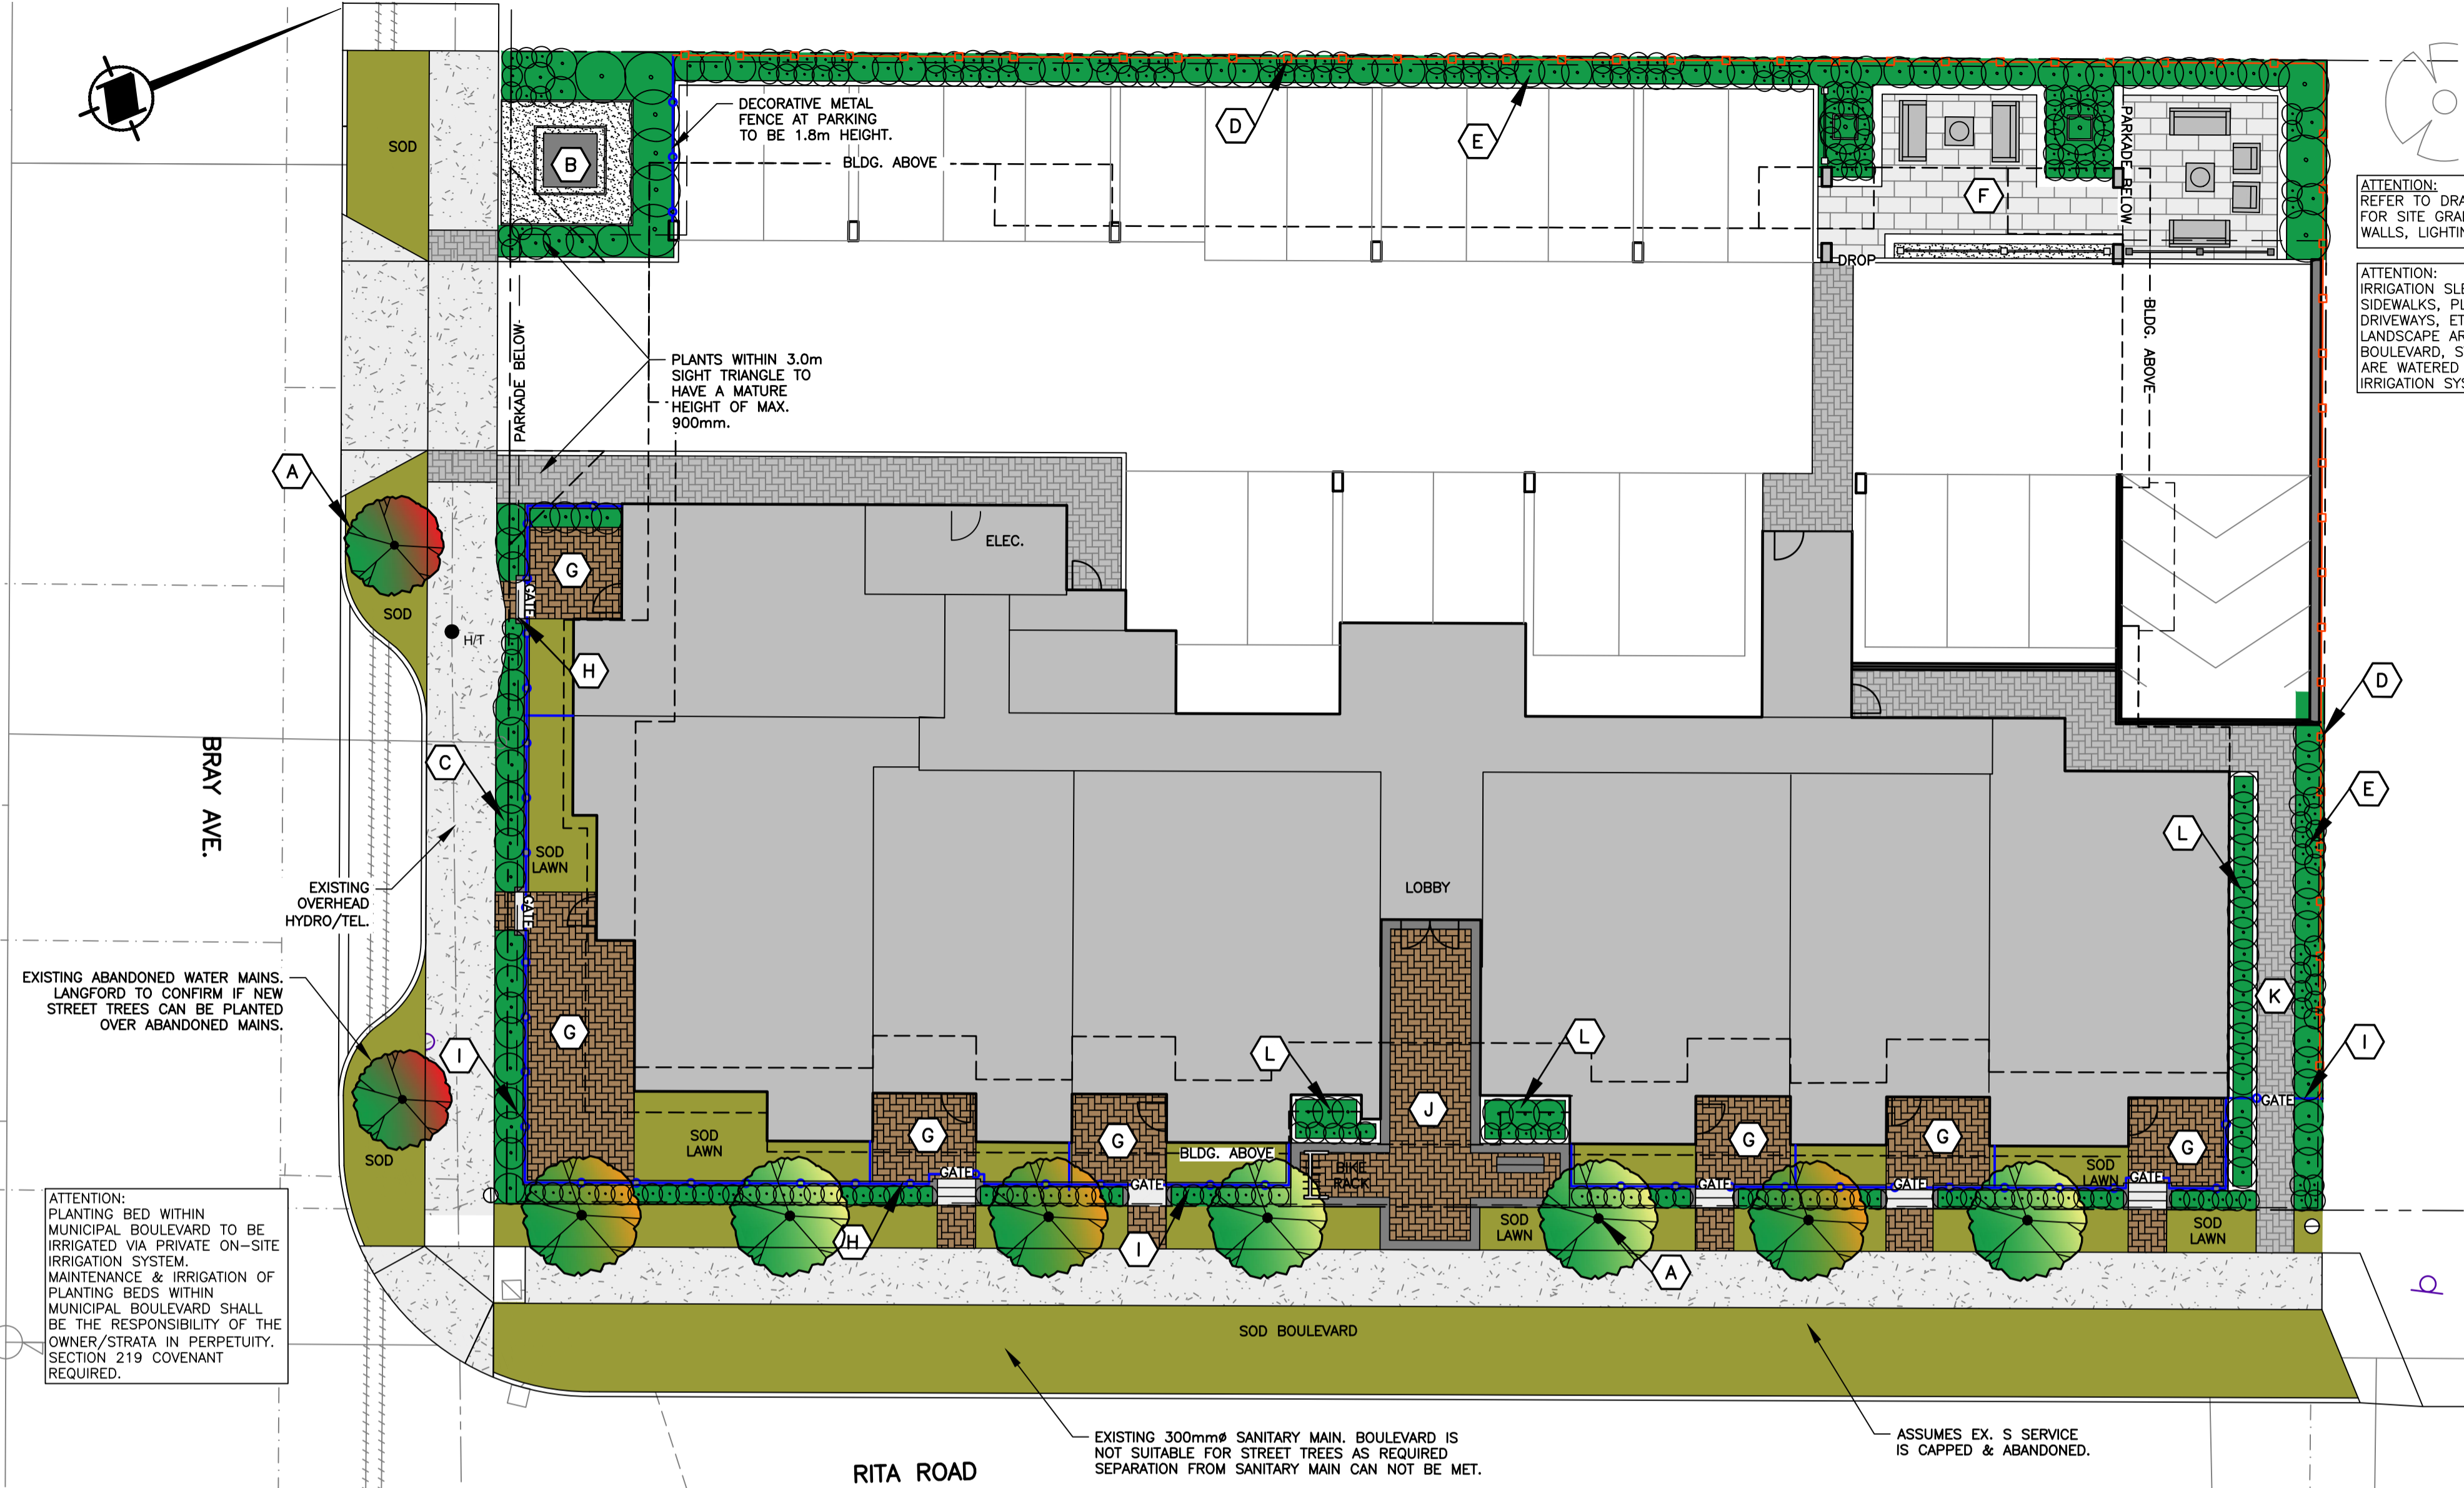 SOD
B
DECORATIVE METAL
FENCE AT PARKING
TO BE 1.8m HEIGHT.
BLDG. ABOVE
D
E
PARKADE BELOW
F
DROP
BLDG. ABOVE
ATTENTION:
REFER TO
FOR SITE
WALLS,
ATTENTION:
IRRIGATION
SIDEWALKS,
DRIVEWAYS,
LANDSCAPE
BOULEVARD,
ARE WATERED
IRRIGATION
PARKADE BELOW
PLANTS WITHIN 3.0m
SIGHT TRIANGLE TO
HAVE A MATURE
HEIGHT OF MAX.
900mm.
A
SOD
H/T
G
GATE
H
ELEC.
D
E
C
BRAY AVE.
SOD
LAWN
EXISTING
OVERHEAD
HYDRO/TEL.
GATE
LOBBY
L
K
EXISTING ABANDONED WATER MAINS.
LANGFORD TO CONFIRM IF NEW
STREET TREES CAN BE PLANTED
OVER ABANDONED MAINS.
G
I
L
L
I
J
GATE
SOD
SOD
LAWN
G
G
G
G
G
BLDG. ABOVE
BIKE
RACK
GATE
GATE
GATE
GATE
GATE
SOD
LAWN
H
I
SOD
LAWN
A
SOD
LAWN
ATTENTION:
PLANTING BED WITHIN
MUNICIPAL BOULEVARD TO BE
IRRIGATED VIA PRIVATE ON-SITE
IRRIGATION SYSTEM.
MAINTENANCE & IRRIGATION OF
PLANTING BEDS WITHIN
MUNICIPAL BOULEVARD SHALL
BE THE RESPONSIBILITY OF THE
OWNER/STRATA IN PERPETUITY.
SECTION 219 COVENANT
REQUIRED.
SOD BOULEVARD
EXISTING 300mmø SANITARY MAIN. BOULEVARD IS
NOT SUITABLE FOR STREET TREES AS REQUIRED
SEPARATION FROM SANITARY MAIN CAN NOT BE MET.
ASSUMES EX. S SERVICE
IS CAPPED & ABANDONED.
RITA ROAD